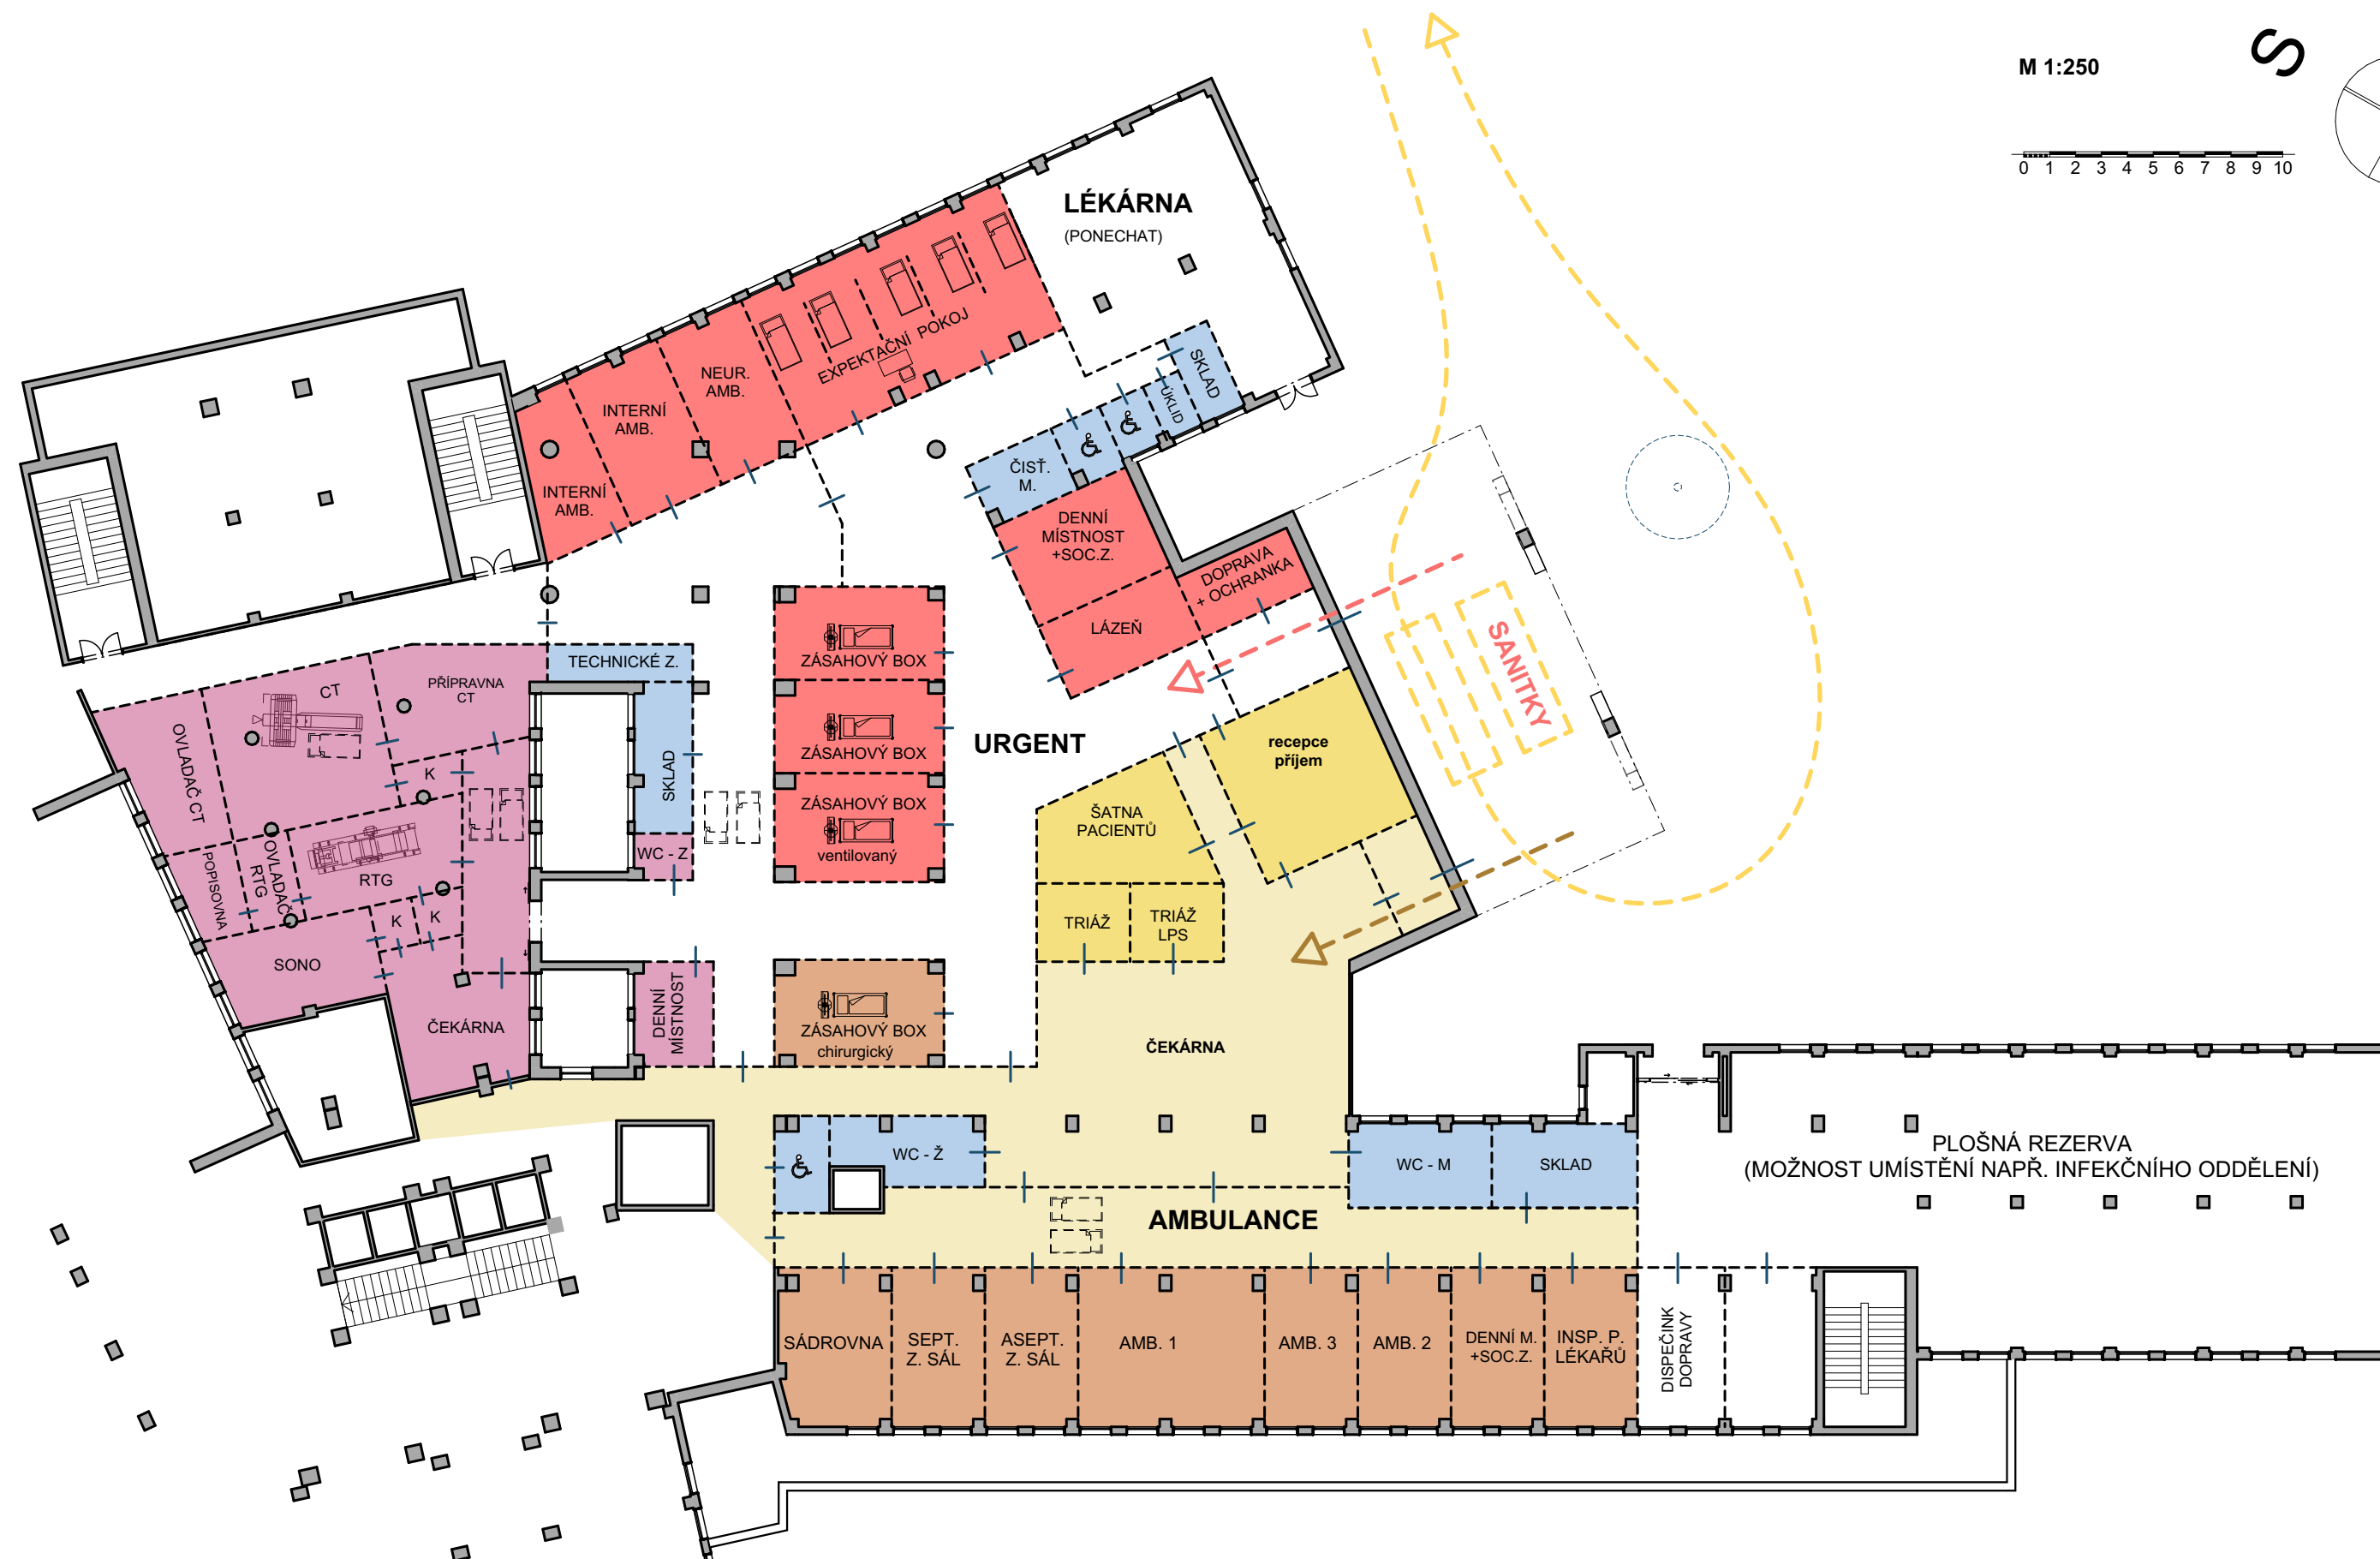 M 1:250
S
0 1 2 3 4 5 6 7 8 9 10
LÉKÁRNA
(PONECHAT)
EXPEKTAČNÍ POKOJ
NEUR.
AMB.
INTERNÍ
AMB.
INTERNÍ
AMB.
SKLAD
ÚKLID
ČISŤ.
M.
DENNÍ
MÍSTNOST
+SOC.Z.
DOPRAVA
+ OCHRANKA
LÁZEŇ
SANITKY
TECHNICKÉ Z.
SKLAD
WC - Z
ZÁSAHOVÝ BOX
ZÁSAHOVÝ BOX
ZÁSAHOVÝ BOX
ventilovaný
URGENT
recepce
příjem
ŠATNA
PACIENTŮ
TRIÁŽ
TRIÁŽ
LPS
CT
PŘÍPRAVNA
CT
OVLADAČ CT
K
POPISOVNA
OVLADAČ
RTG
RTG
K
K
SONO
ČEKÁRNA
DENNÍ
MÍSTNOST
ZÁSAHOVÝ BOX
chirurgický
ČEKÁRNA
WC - Ž
WC - M
SKLAD
PLOŠNÁ REZERVA
(MOŽNOST UMÍSTĚNÍ NAPŘ. INFEKČNÍHO ODDĚLENÍ)
AMBULANCE
SÁDROVNA
SEPT.
Z. SÁL
ASEPT.
Z. SÁL
AMB. 1
AMB. 3
AMB. 2
DENNÍ M.
+SOC.Z.
INSP. P.
LÉKAŘŮ
DISPEČINK
DOPRAVY